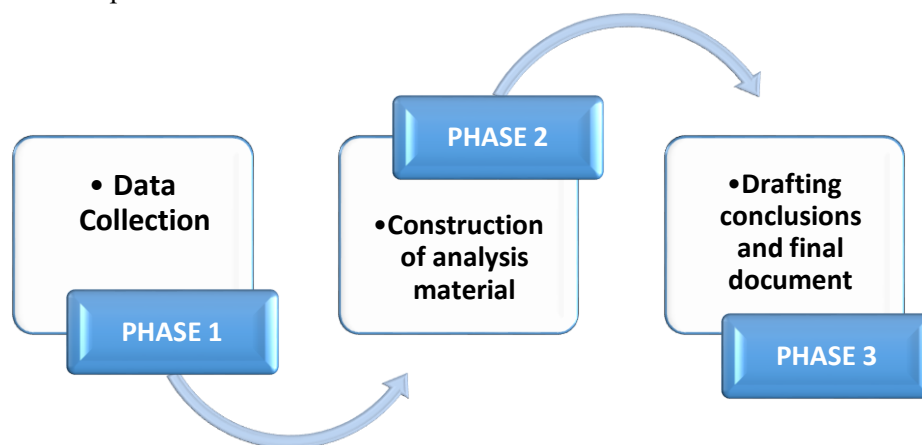 • Data
Collection
PHASE 1
PHASE 2
•Construction
of analysis
material
•Drafting
conclusions
and final
document
PHASE 3